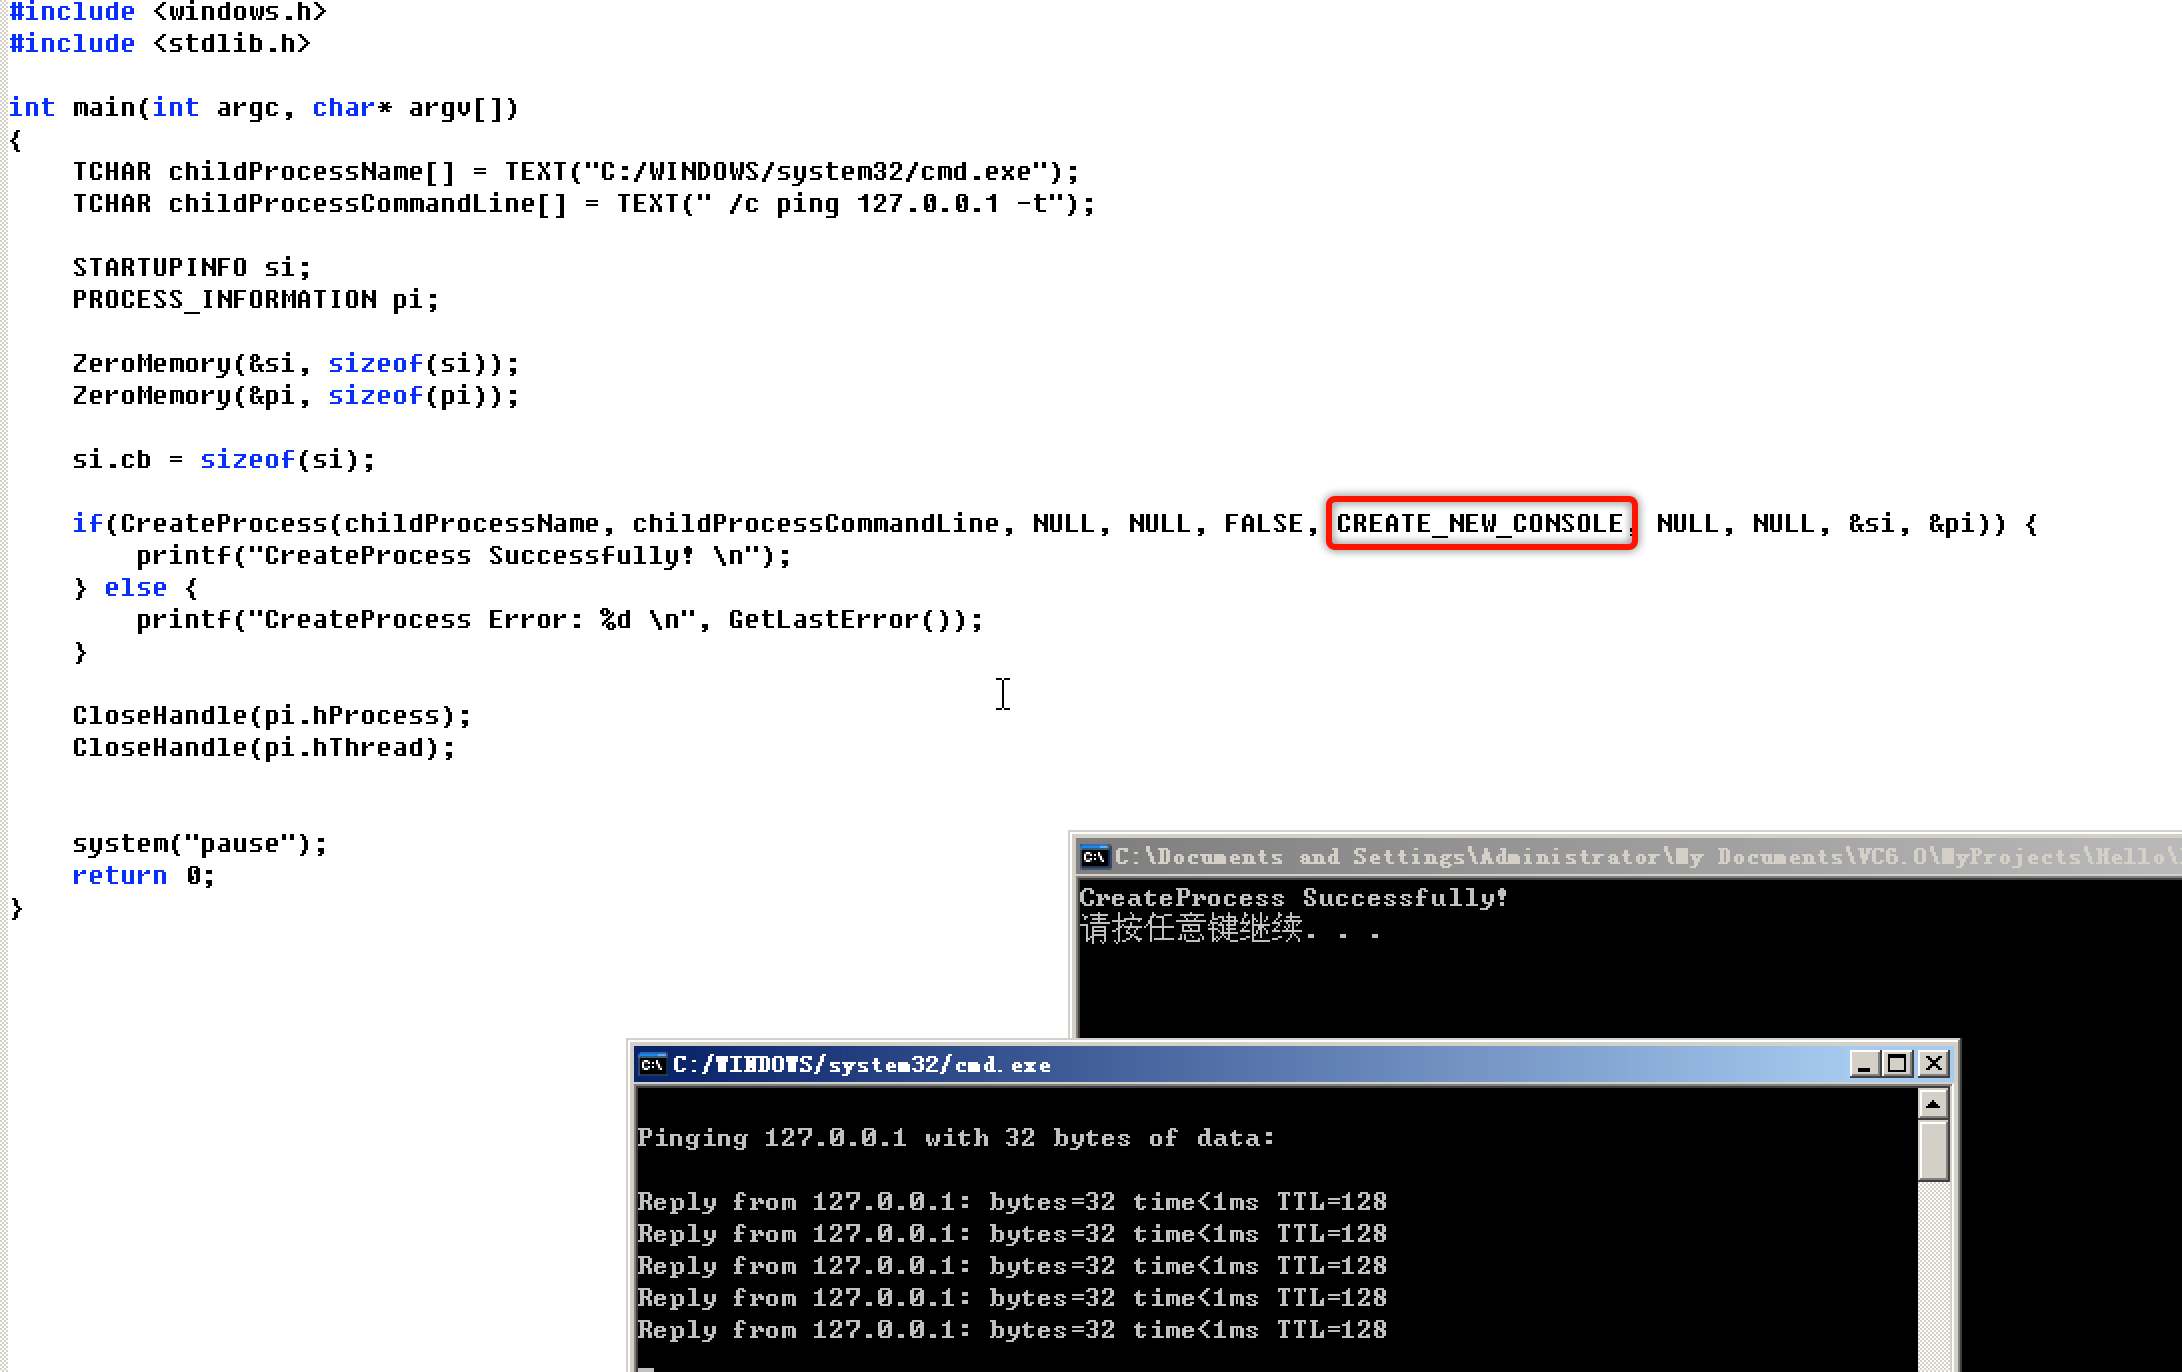 #include <windows.h>
#include <stdlib.h>
int main(int argc, char* argv[])
{
TCHAR childProcessName[] = TEXT("C:/WINDOWS/system32/cmd.exe");
TCHAR childProcessCommandLine[] = TEXT(" /c ping 127.0.0.1 -t");
STARTUPINFO si;
PROCESS_INFORMATION pi;
ZeroMemory(&si, sizeof(si));
ZeroMemory(&pi, sizeof(pi));
si.cb = sizeof(si);
if(CreateProcess(childProcessName, childProcessCommandLine, NULL, NULL, FALSE, CREATE_NEW_CONSOLE, NULL, NULL, &si, &pi)) {
printf("CreateProcess Successfully! \n");
} else {
printf("CreateProcess Error: %d \n", GetLastError());
}
CloseHandle(pi.hProcess);
CloseHandle(pi.hThread);
system("pause");
return 0;
}
C:\Documents and Settings\Administrator\My Documents\VC6.0\MyProjects\Hello\
CreateProcess Successfully!
请按任意键继续. . .
C:/WINDOWS/system32/cmd.exe
Pinging 127.0.0.1 with 32 bytes of data:
Reply from 127.0.0.1: bytes=32 time<1ms TTL=128
Reply from 127.0.0.1: bytes=32 time<1ms TTL=128
Reply from 127.0.0.1: bytes=32 time<1ms TTL=128
Reply from 127.0.0.1: bytes=32 time<1ms TTL=128
Reply from 127.0.0.1: bytes=32 time<1ms TTL=128